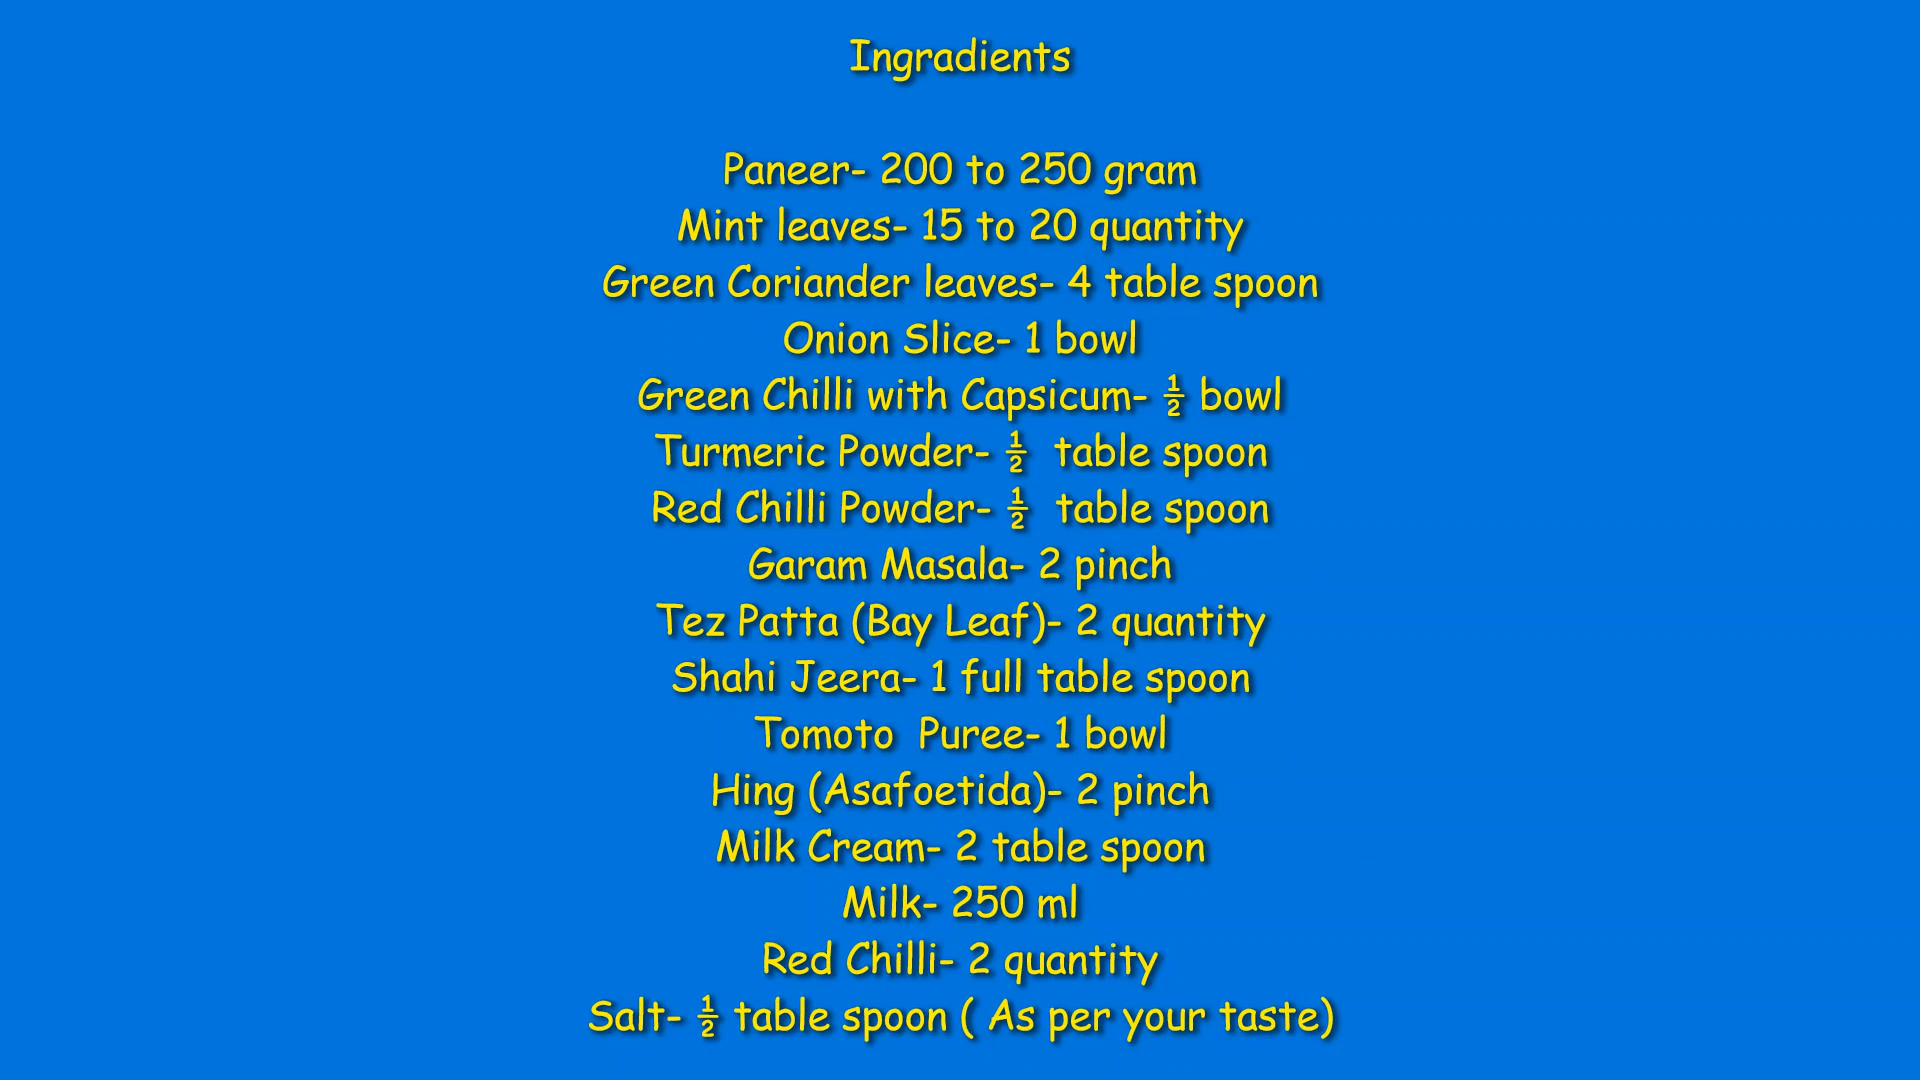 Ingradients
Paneer- 200 to 250 gram
Mint leaves- 15 to 20 quantity
Green Coriander leaves- 4 table spoon
Onion Slice- 1 bowl
Green Chilli with Capsicum- ½ bowl
Turmeric Powder- ½  table spoon
Red Chilli Powder- ½  table spoon
Garam Masala- 2 pinch
Tez Patta (Bay Leaf)- 2 quantity
Shahi Jeera- 1 full table spoon
Tomoto  Puree- 1 bowl
Hing (Asafoetida)- 2 pinch
Milk Cream- 2 table spoon
Milk- 250 ml
Red Chilli- 2 quantity
Salt- ½ table spoon ( As per your taste)